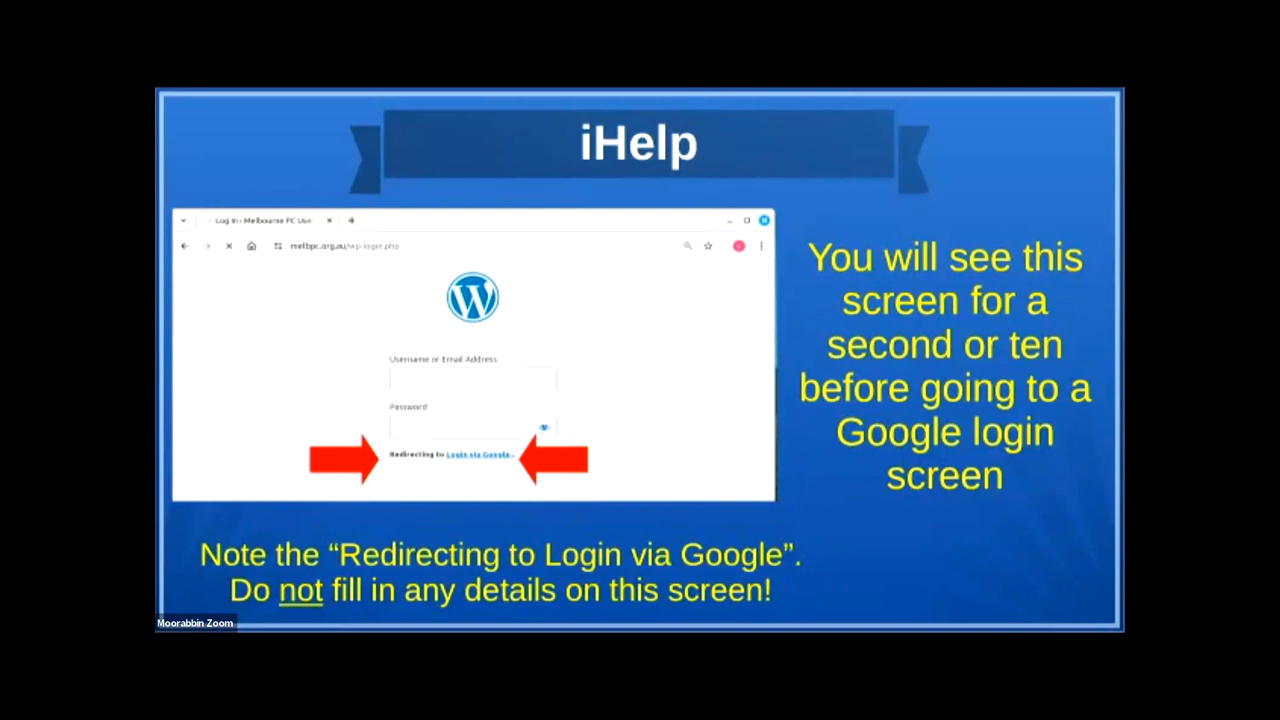 iHelp
Log In ‹ Melbourne PC Use
melbpc.org.au/wp-login.php
Username or Email Address
Password
Redirecting to Login via Google...
You will see this
screen for a
second or ten
before going to a
Google login
screen
Note the “Redirecting to Login via Google”.
Do not fill in any details on this screen!
Moorabbin Zoom